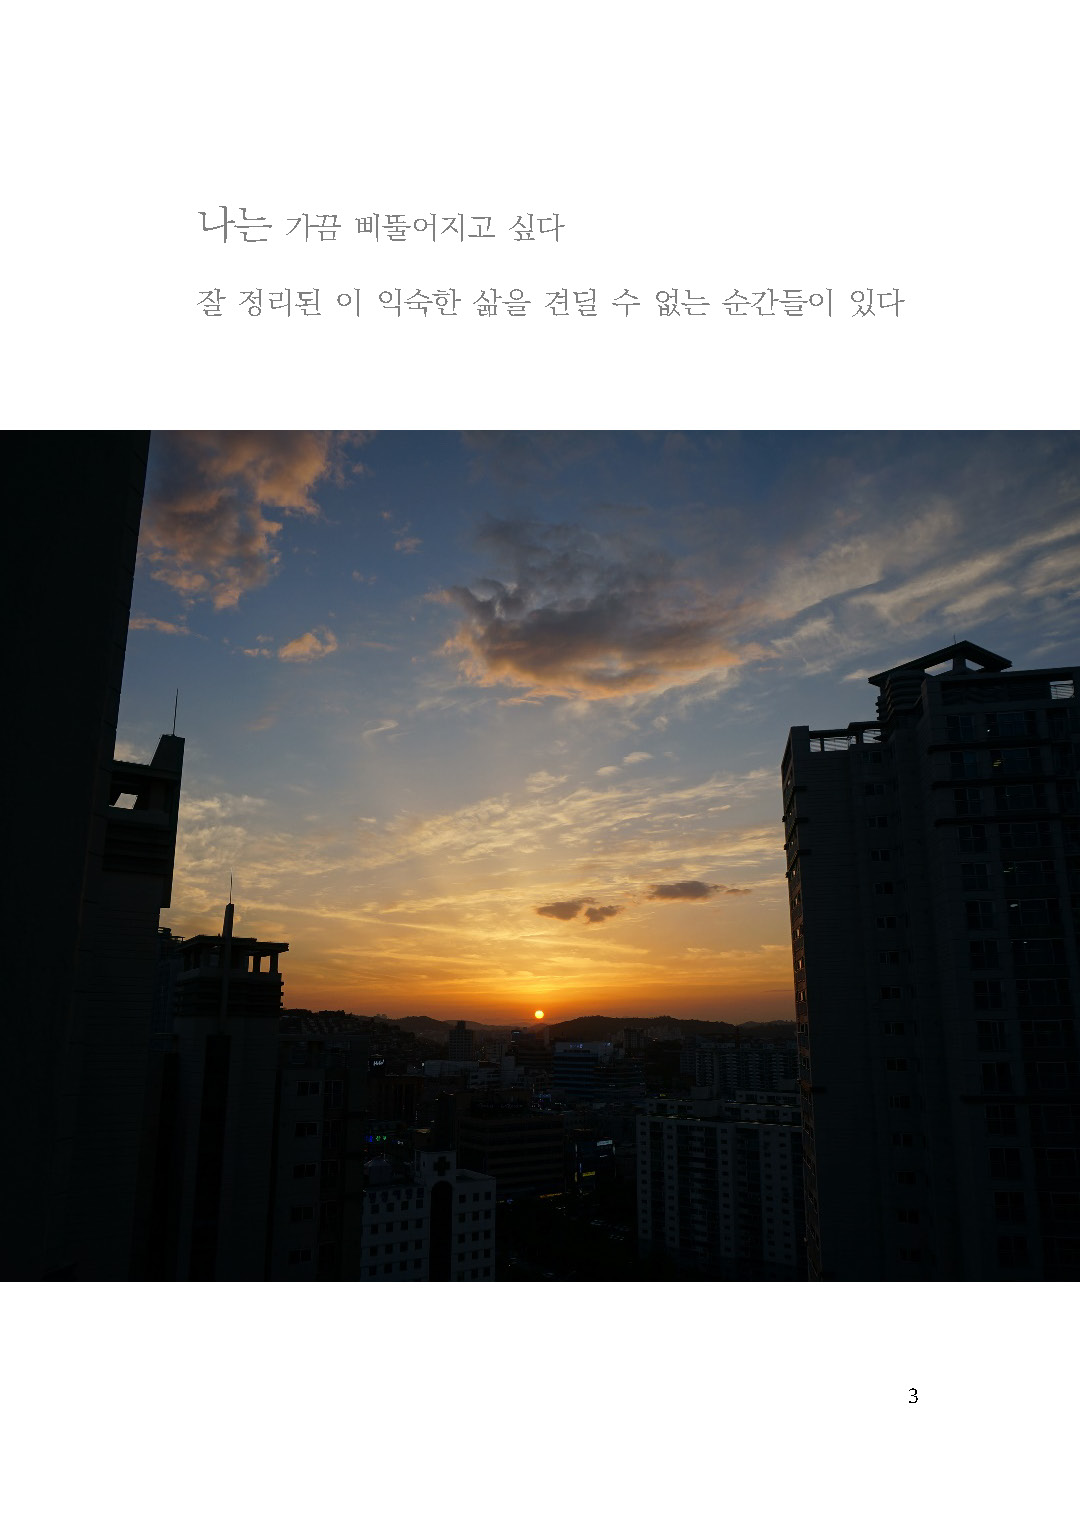 나는 가끔 삐뚤어지고 싶다
잘 정리된 이 익숙한 삶을 견딜 수 없는 순간들이 있다
3